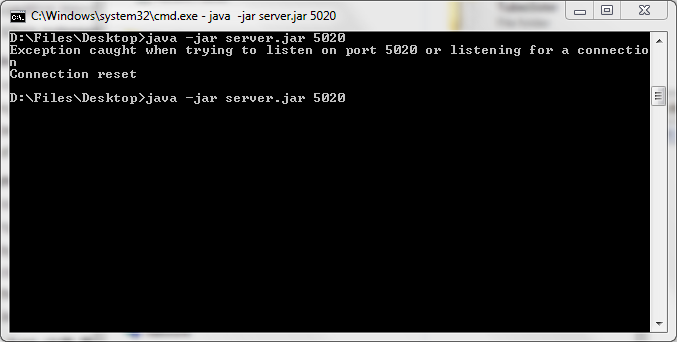 C:\Windows\system32\cmd.exe - java -jar server.jar 5020
D:\Files\Desktop>java -jar server.jar 5020
Exception caught when trying to listen on port 5020 or listening for a connectio
n
Connection reset
D:\Files\Desktop>java -jar server.jar 5020